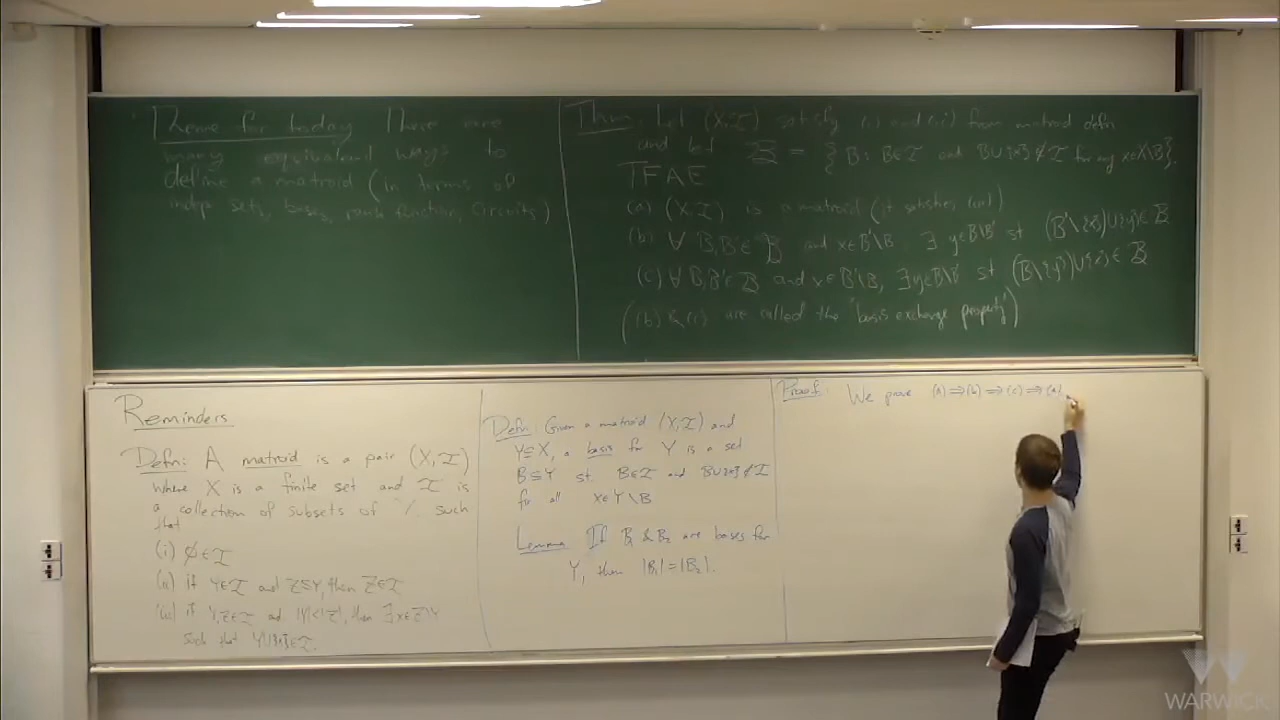 Theme for today There are
many equivalent ways to
define a matroid (in terms of
indep sets, bases, rank function, circuits)
Thm: Let (X,I) satisfy (i) and (ii) from matroid defn
and let B = {B : B∈I and B∪{x}∉I for any x∈X\B}.
TFAE
(a) (X,I) is a matroid (it satisfies (iii))
(b) ∀ B,B'∈B and x∈B'\B ∃ y∈B\B' st (B'\{x})∪{y}∈B
(c) ∀ B,B'∈B and x∈B'\B, ∃y∈B\B' st (B\{y})∪{x}∈B
((b) & (c) are called the "basis exchange property")
Reminders
Defn: A matroid is a pair (X,I)
where X is a finite set and I is
a collection of subsets of X such
that
(i) ∅∈I
(ii) if Y∈I and Z⊆Y, then Z∈I
(iii) if Y,Z∈I and |Y|<|Z|, then ∃x∈Z\Y
such that Y∪{x}∈I.
Defn: Given a matroid (X,I) and
Y⊆X, a basis for Y is a set
B⊆Y st. B∈I and B∪{x}∉I
for all x∈Y\B
Lemma If B₁ & B₂ are bases for
Y, then |B₁|=|B₂|.
Proof: We prove (a)⇒(b)⇒(c)⇒(a)
WARWICK